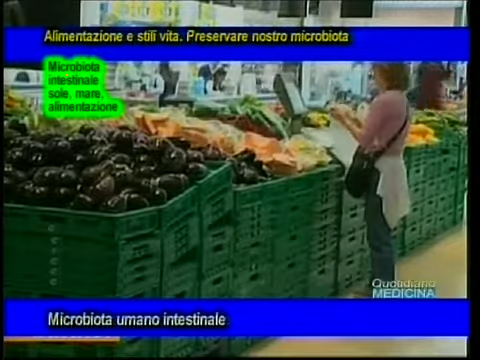 Alimentazione e stili vita. Preservare nostro microbiota
Microbiota
intestinale
sole, mare,
alimentazione
Quotidiano
MEDICINA
Microbiota umano intestinale